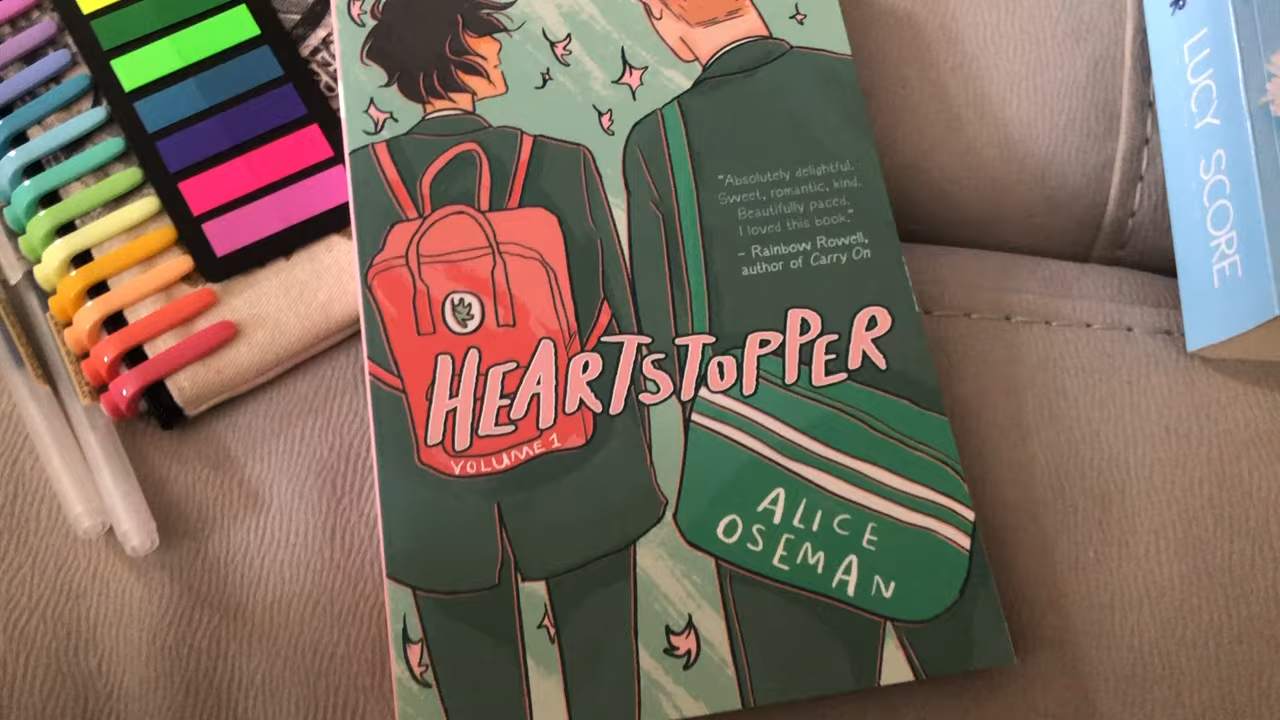 "Absolutely delightful.
Sweet, romantic, kind.
Beautifully paced.
I loved this book."
– Rainbow Rowell,
author of Carry On
HEARTSTOPPER
VOLUME 1
ALICE
OSEMAN
LUCY SCORE